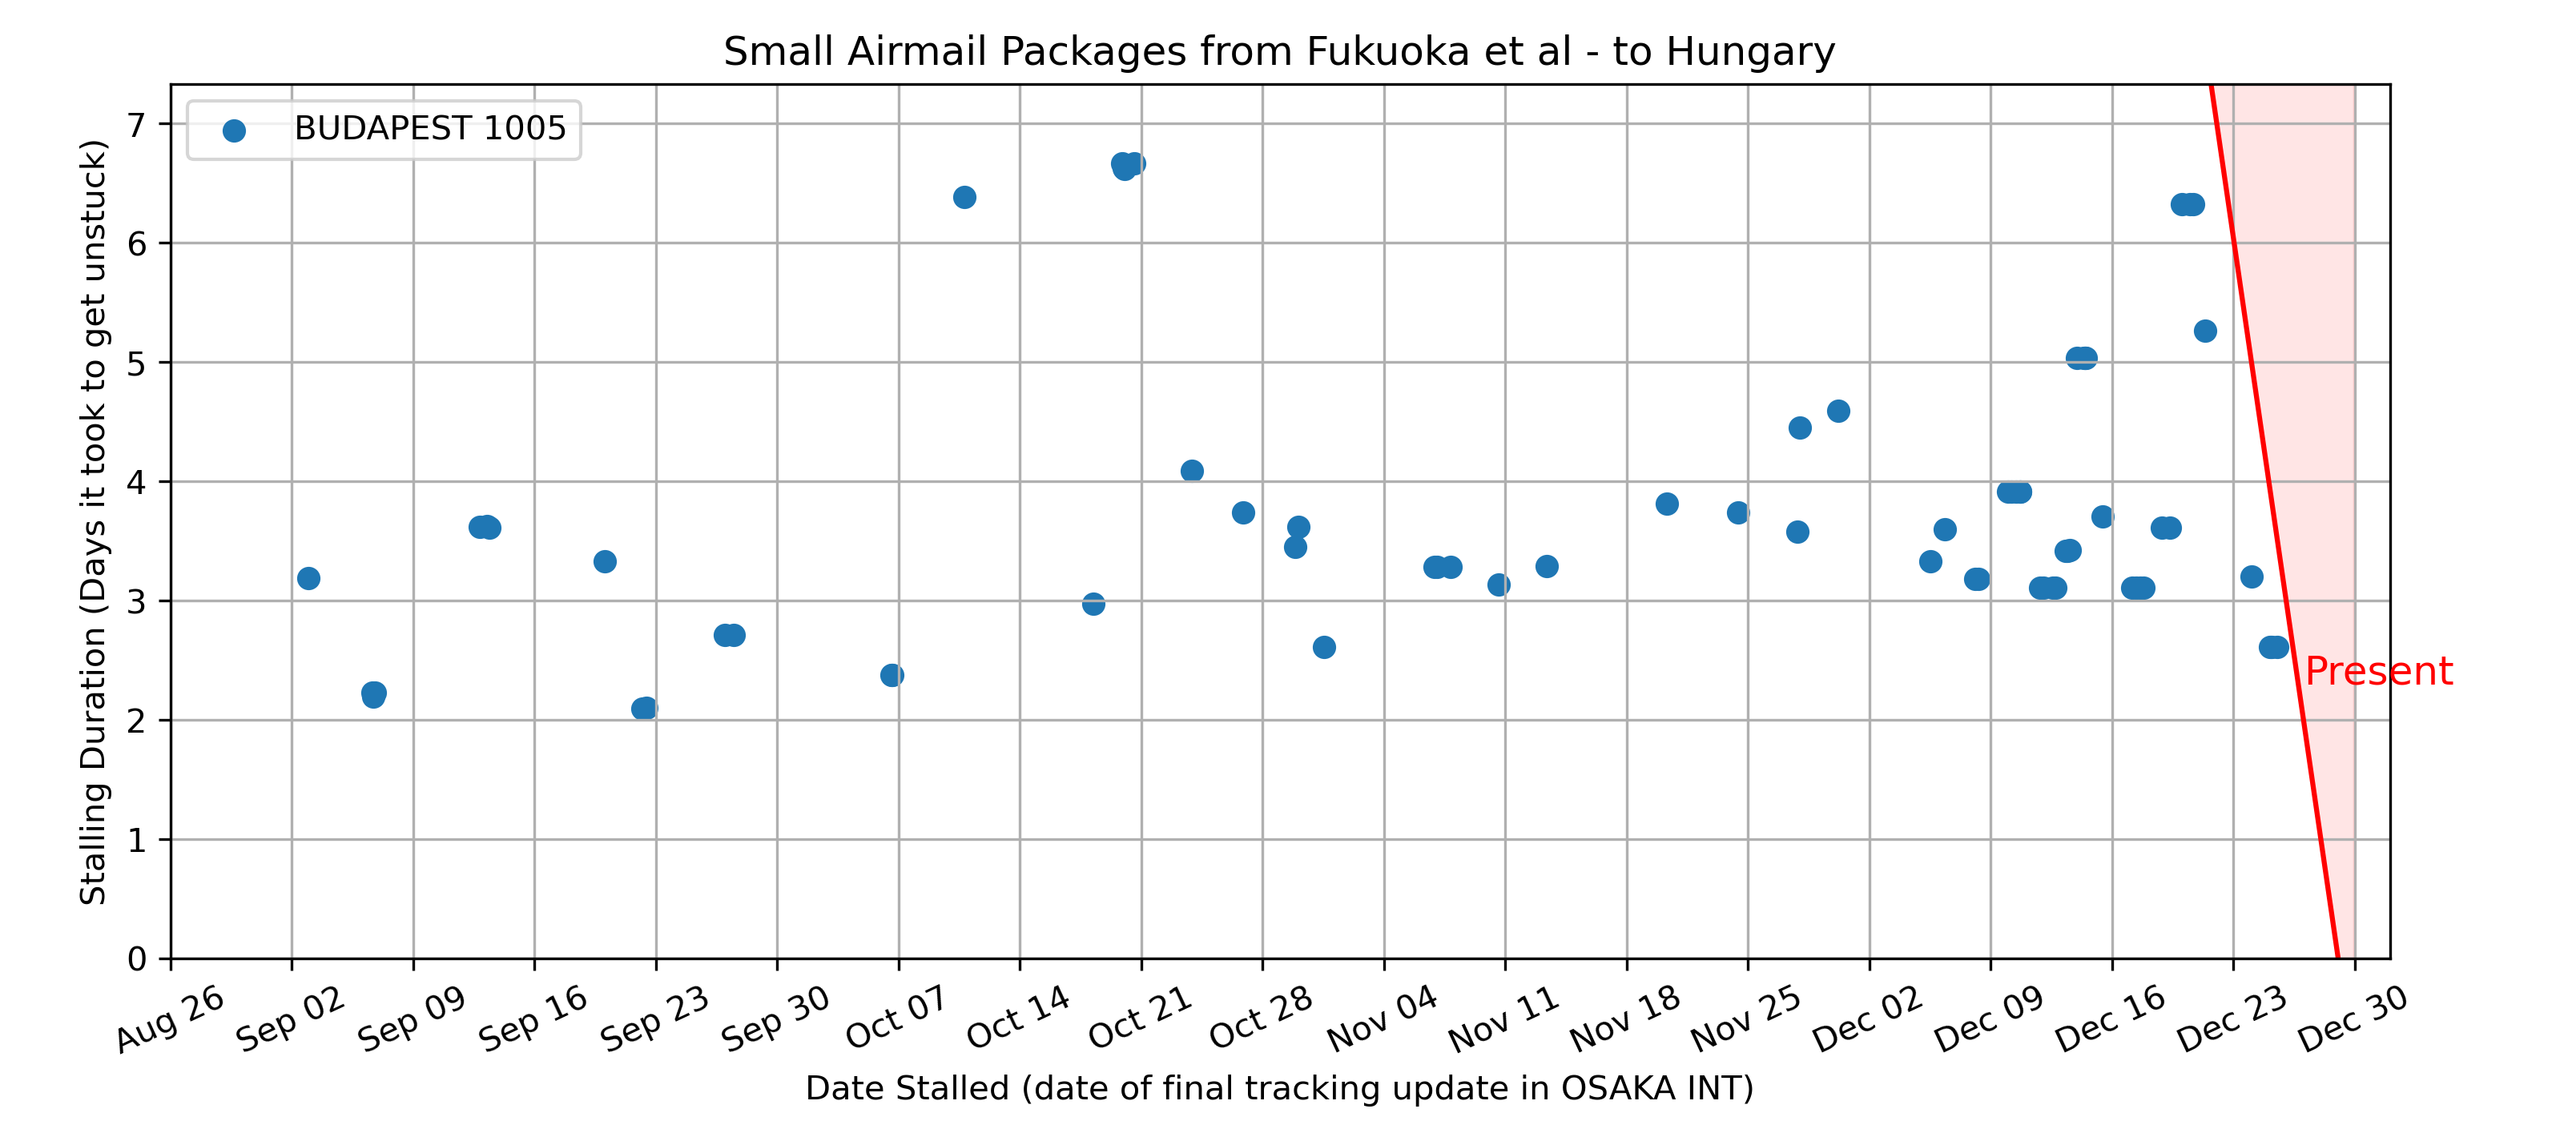 Small Airmail Packages from Fukuoka et al - to Hungary
BUDAPEST 1005
Stalling Duration (Days it took to get unstuck)
7
6
5
4
3
2
1
0
Present
Aug 26
Sep 02
Sep 09
Sep 16
Sep 23
Sep 30
Oct 07
Oct 14
Oct 21
Oct 28
Nov 04
Nov 11
Nov 18
Nov 25
Dec 02
Dec 09
Dec 16
Dec 23
Dec 30
Date Stalled (date of final tracking update in OSAKA INT)